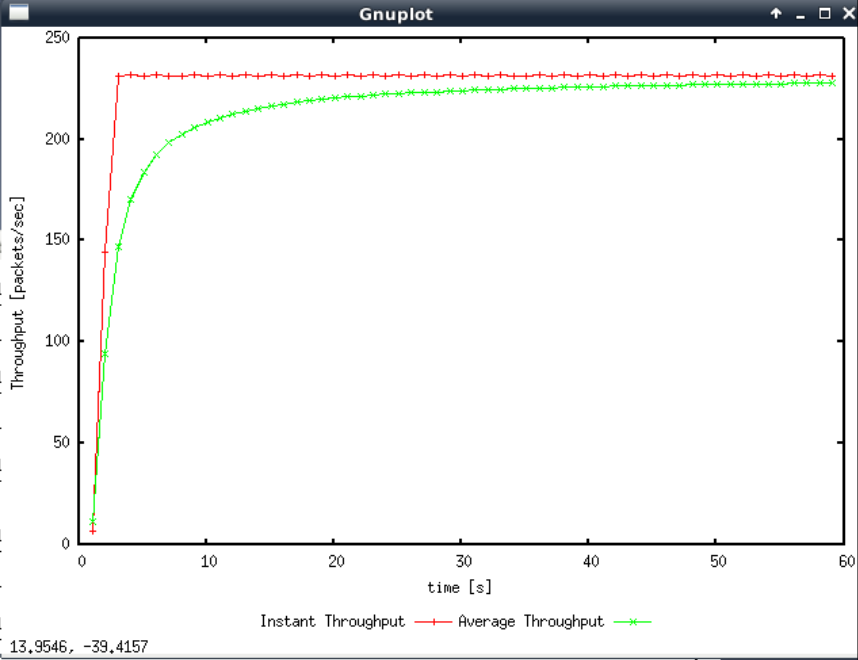 Gnuplot
250
200
150
100
50
0
Throughput [packets/sec]
0 10 20 30 40 50 60
time [s]
Instant Throughput Average Throughput
13.9546, -39.4157